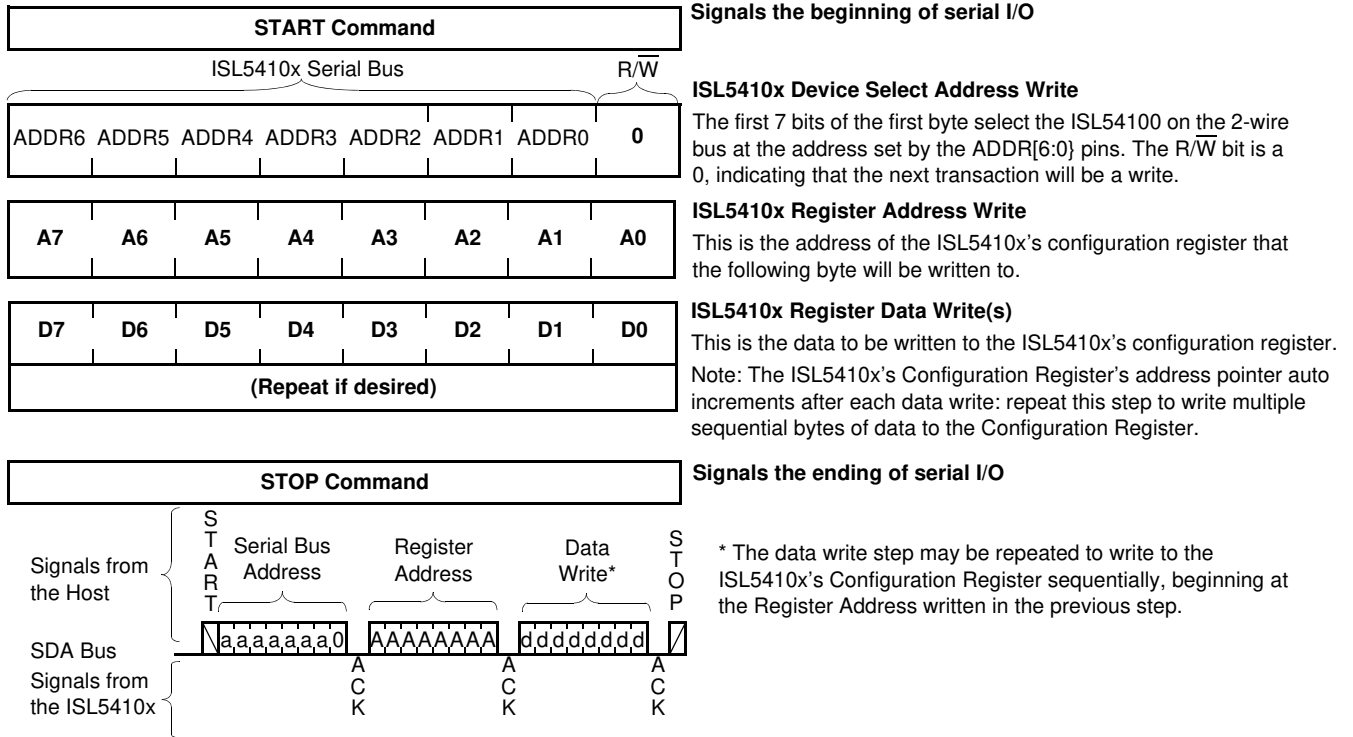 START Command
Signals the beginning of serial I/O
ISL5410x Serial Bus
R/W
ADDR6 ADDR5 ADDR4 ADDR3 ADDR2 ADDR1 ADDR0 0
ISL5410x Device Select Address Write
The first 7 bits of the first byte select the ISL54100 on the 2-wire
bus at the address set by the ADDR[6:0} pins. The R/W bit is a
0, indicating that the next transaction will be a write.
A7 A6 A5 A4 A3 A2 A1 A0
ISL5410x Register Address Write
This is the address of the ISL5410x's configuration register that
the following byte will be written to.
D7 D6 D5 D4 D3 D2 D1 D0
(Repeat if desired)
ISL5410x Register Data Write(s)
This is the data to be written to the ISL5410x's configuration register.
Note: The ISL5410x's Configuration Register's address pointer auto
increments after each data write: repeat this step to write multiple
sequential bytes of data to the Configuration Register.
STOP Command
Signals the ending of serial I/O
Signals from
the Host
START
Serial Bus
Address
Register
Address
Data
Write*
STOP
* The data write step may be repeated to write to the
ISL5410x's Configuration Register sequentially, beginning at
the Register Address written in the previous step.
SDA Bus
a a a a a a a 0 AAAAAAAA d d d d d d d d
Signals from
the ISL5410x
ACK
ACK
ACK